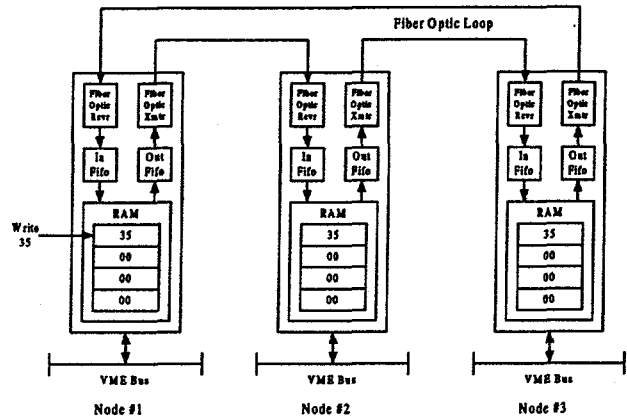 Fiber Optic Loop
Fiber Optic Recvr
Fiber Optic Xmtr
In Fifo
Out Fifo
RAM
Write 35
35
00
00
00
VME Bus
Node #1
Fiber Optic Recvr
Fiber Optic Xmtr
In Fifo
Out Fifo
RAM
35
00
00
00
VME Bus
Node #2
Fiber Optic Recvr
Fiber Optic Xmtr
In Fifo
Out Fifo
RAM
35
00
00
00
VME Bus
Node #3